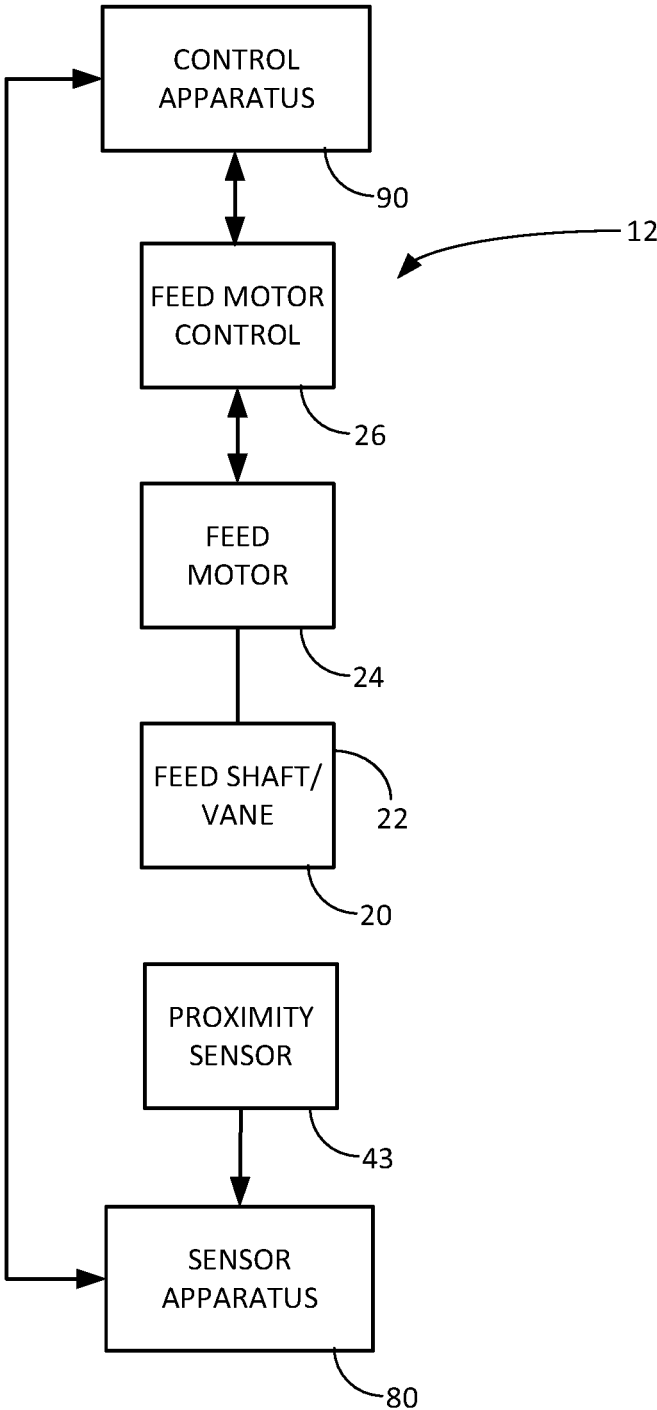 CONTROL
APPARATUS
90
12
FEED MOTOR
CONTROL
26
FEED
MOTOR
24
FEED SHAFT/
VANE
22
20
PROXIMITY
SENSOR
43
SENSOR
APPARATUS
80